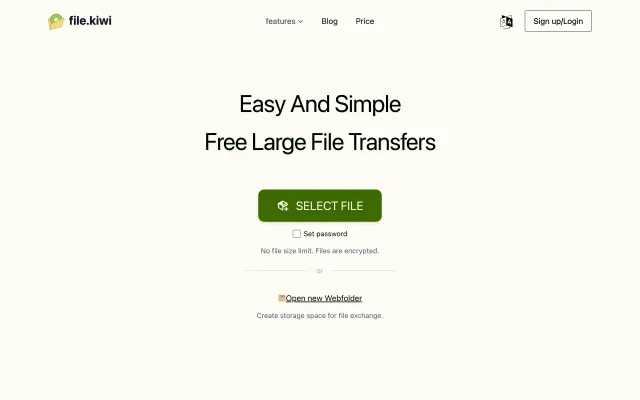 file.kiwi
features
Blog
Price
Sign up/Login
Easy And Simple
Free Large File Transfers
SELECT FILE
Set password
No file size limit. Files are encrypted.
or
Open new Webfolder
Create storage space for file exchange.